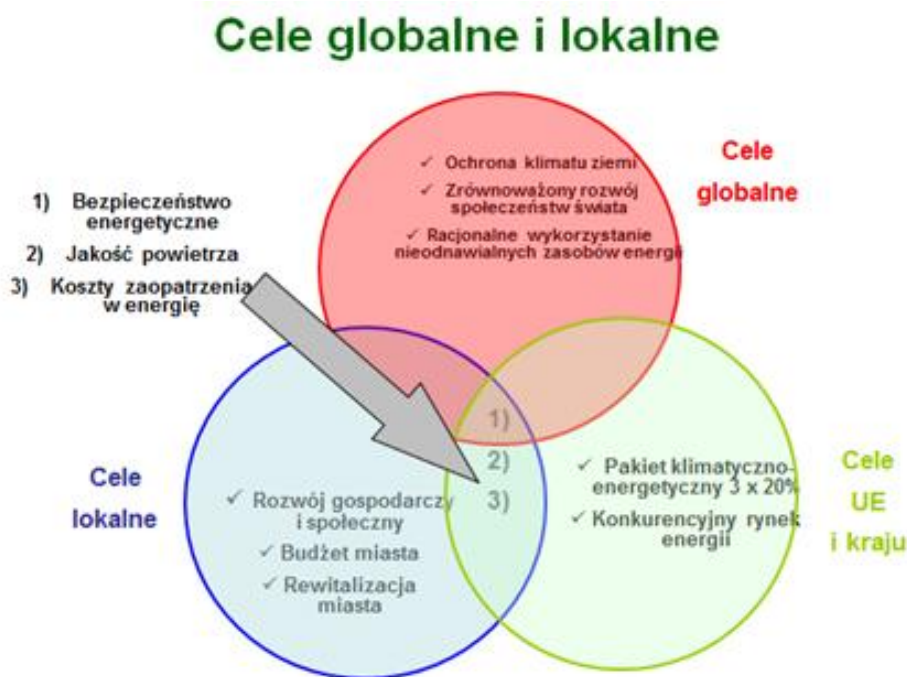 Cele globalne i lokalne
1) Bezpieczeństwo
energetyczne
2) Jakość powietrza
3) Koszty zaopatrzenia
w energię
✓ Ochrona klimatu ziemi
✓ Zrównoważony rozwój
społeczeństw świata
✓ Racjonalne wykorzystanie
nieodnawialnych zasobów energii
Cele
globalne
1)
2)
3)
Cele
lokalne
✓ Rozwój gospodarczy
i społeczny
✓ Budżet miasta
✓ Rewitalizacja
miasta
✓ Pakiet klimatyczno-
energetyczny 3 x 20%
✓ Konkurencyjny rynek
energii
Cele
UE
i kraju